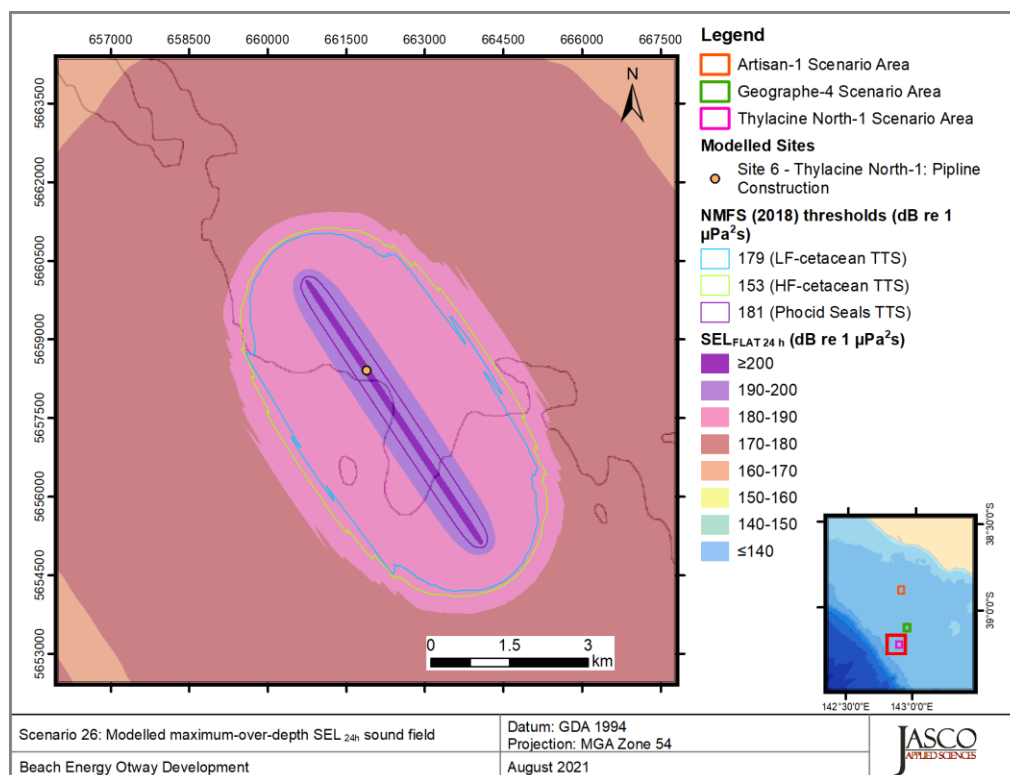 657000 658500 660000 661500 663000 664500 666000 667500
5663500
5662000
5660500
5659000
5657500
5656000
5654500
5653000
N
0 1.5 3
km
Legend
Artisan-1 Scenario Area
Geographe-4 Scenario Area
Thylacine North-1 Scenario Area
Modelled Sites
Site 6 - Thylacine North-1: Pipline
Construction
NMFS (2018) thresholds (dB re 1
µPa²s)
179 (LF-cetacean TTS)
153 (HF-cetacean TTS)
181 (Phocid Seals TTS)
SEL FLAT 24 h (dB re 1 µPa²s)
≥200
190-200
180-190
170-180
160-170
150-160
140-150
≤140
38°30'0"S
39°0'0"S
142°30'0"E 143°0'0"E
Scenario 26: Modelled maximum-over-depth SEL 24h sound field
Datum: GDA 1994
Projection: MGA Zone 54
Beach Energy Otway Development
August 2021
JASCO
APPLIED SCIENCES